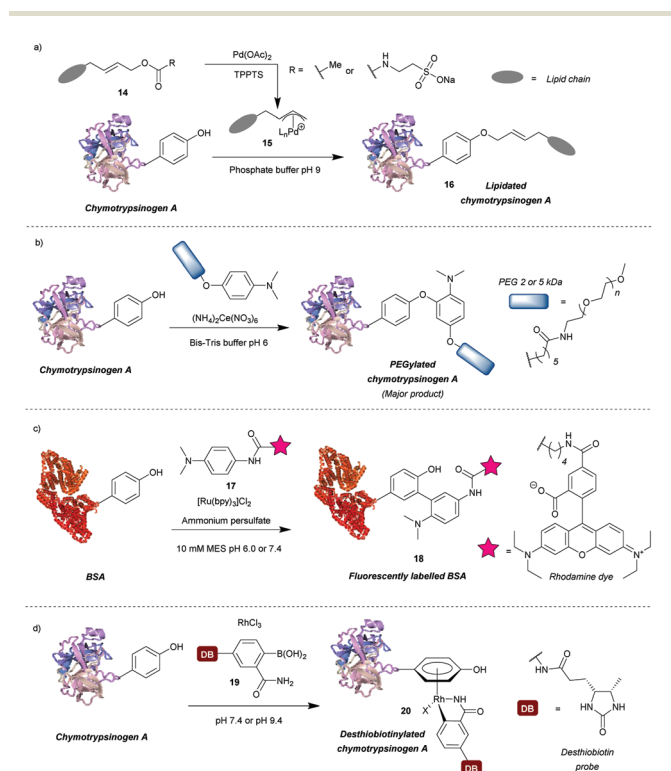 a)
O
O
R
14
Pd(OAc)2
TPPTS
R =
Me or
H
N
O
S
O
ONa
= Lipid chain
LnPd+
15
Phosphate buffer pH 9
OH
Chymotrypsinogen A
O
16
Lipidated
chymotrypsinogen A
b)
OH
Chymotrypsinogen A
O
N
(NH4)2Ce(NO3)6
Bis-Tris buffer pH 6
N
O
O
PEGylated
chymotrypsinogen A
(Major product)
PEG 2 or 5 kDa
=
O
n
O
N
H
O
5
c)
OH
BSA
N
O
N
H
17
[Ru(bpy)3]Cl2
Ammonium persulfate
10 mM MES pH 6.0 or 7.4
OH
O
NH
N
18
Fluorescently labelled BSA
H
N
4
O
⊖O
O
=
N
O
N+
Rhodamine dye
d)
OH
Chymotrypsinogen A
RhCl3
DB
B(OH)2
NH2
O
19
pH 7.4 or pH 9.4
OH
Rh
NH
X
O
20
DB
Desthiobiotinylated
chymotrypsinogen A
DB =
H
N
O
HN
NH
O
Desthiobiotin
probe